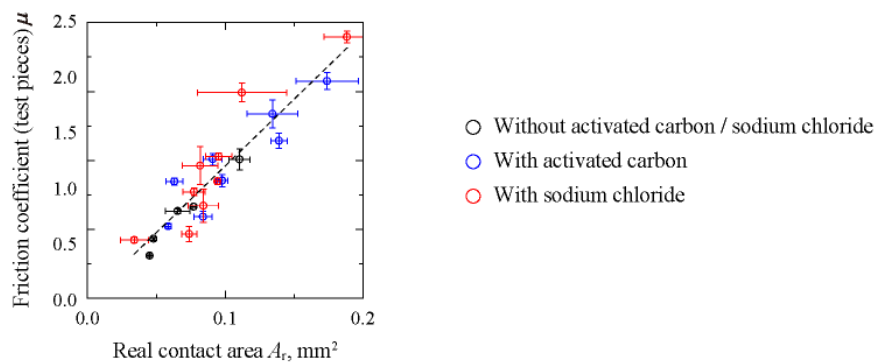 Friction coefficient (test pieces) μ
2.5
2.0
1.5
1.0
0.5
0.0
0.0
0.1
0.2
Real contact area Ar, mm²
Without activated carbon / sodium chloride
With activated carbon
With sodium chloride